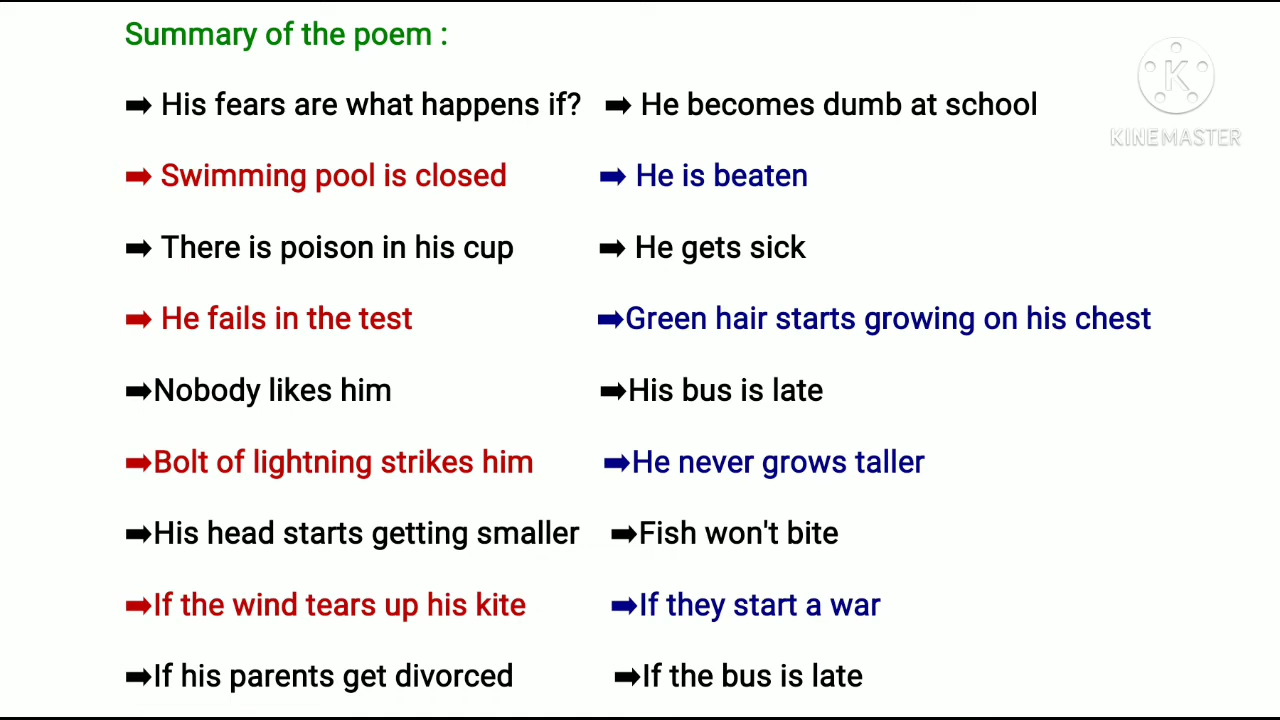 Summary of the poem :
➡ His fears are what happens if? ➡ He becomes dumb at school
KINEMASTER
➡ Swimming pool is closed ➡ He is beaten
➡ There is poison in his cup ➡ He gets sick
➡ He fails in the test ➡Green hair starts growing on his chest
➡Nobody likes him ➡His bus is late
➡Bolt of lightning strikes him ➡He never grows taller
➡His head starts getting smaller ➡Fish won't bite
➡If the wind tears up his kite ➡If they start a war
➡If his parents get divorced ➡If the bus is late